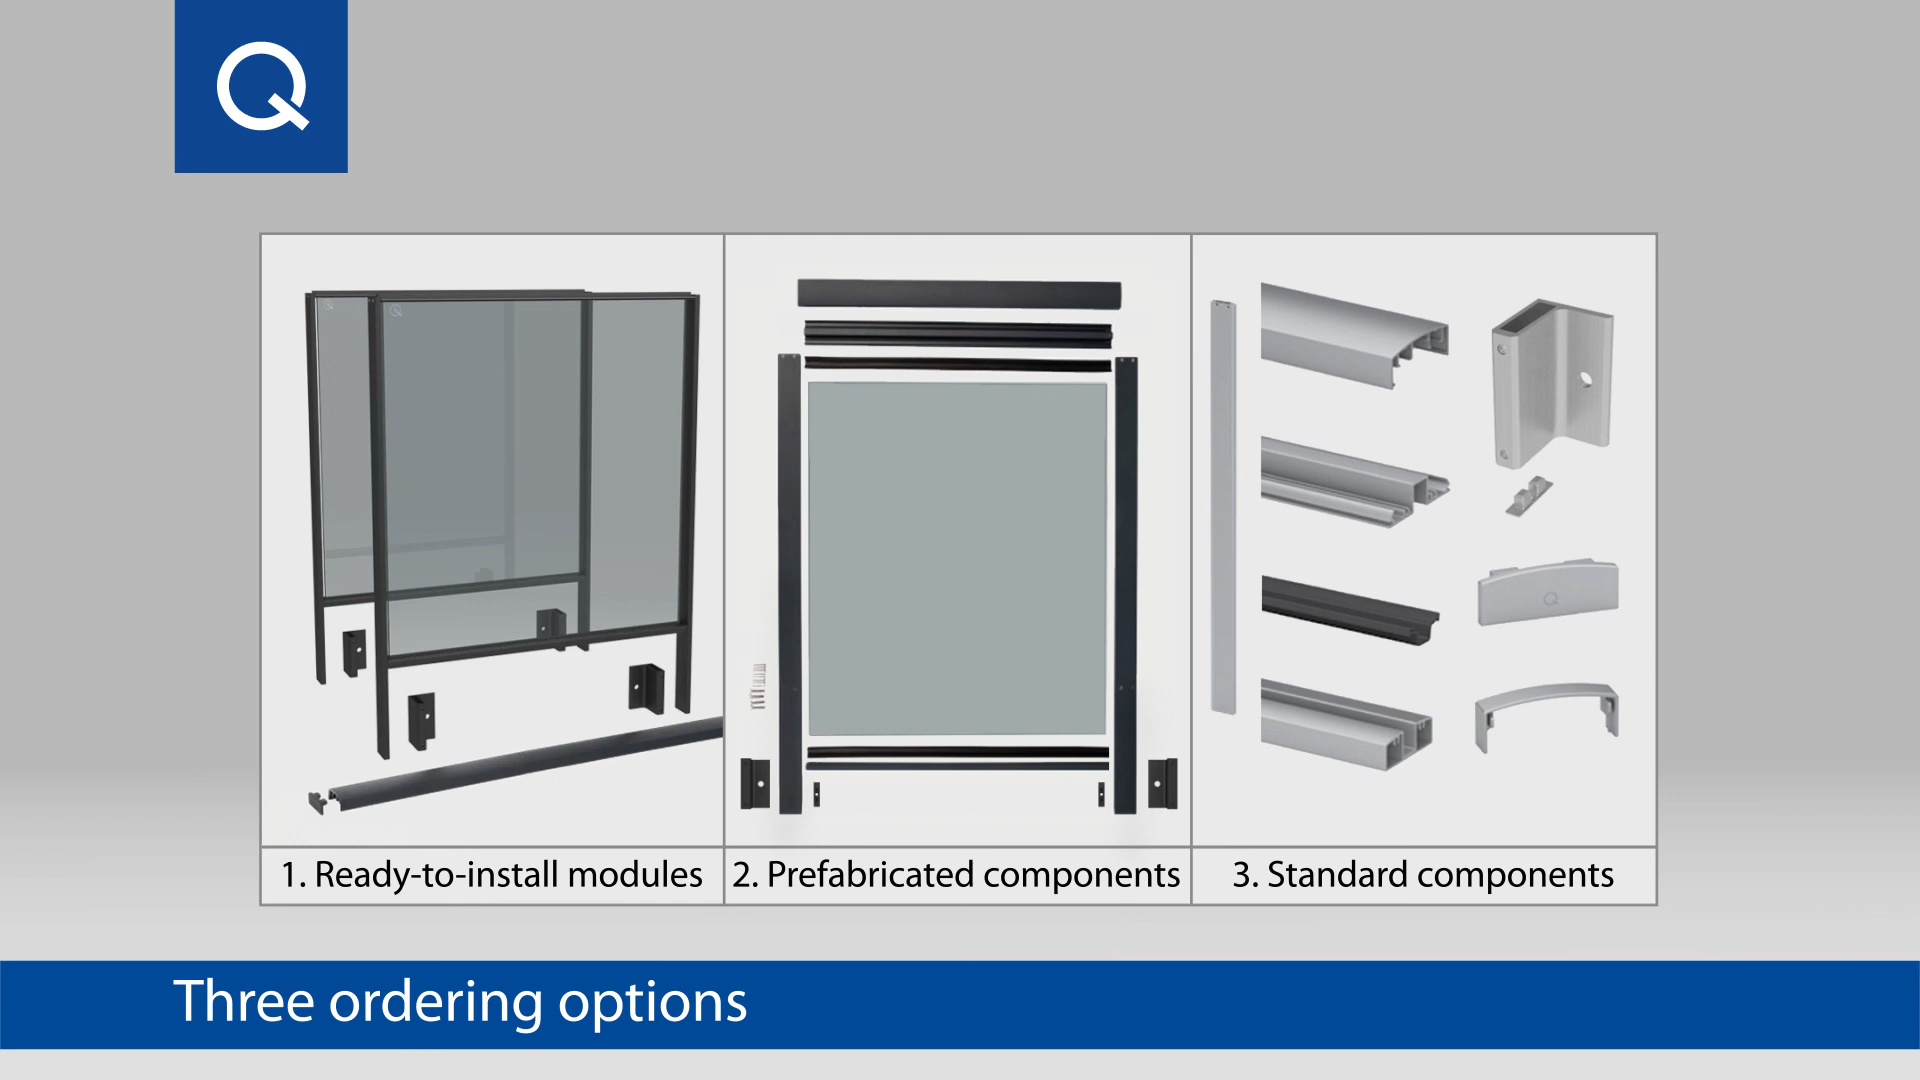 Q
1. Ready-to-install modules
2. Prefabricated components
3. Standard components
Three ordering options